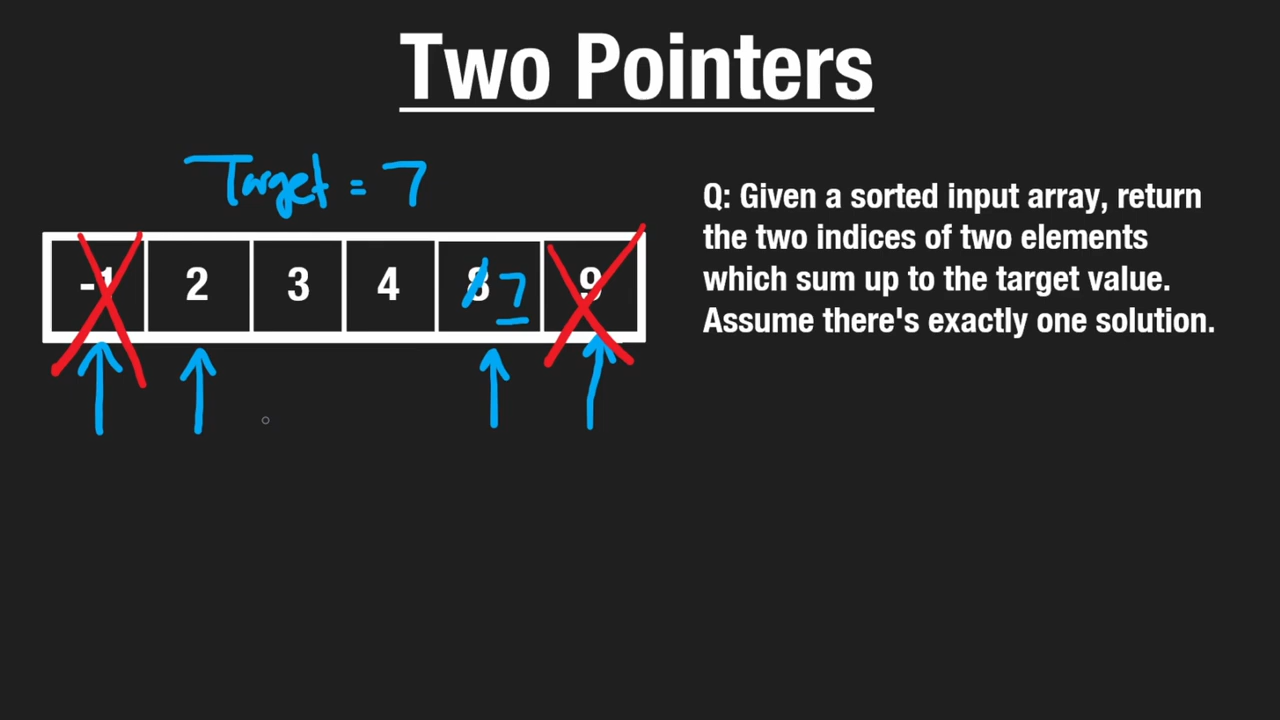 Two Pointers
Target = 7
-1 2 3 4 8 7 9
Q: Given a sorted input array, return
the two indices of two elements
which sum up to the target value.
Assume there's exactly one solution.